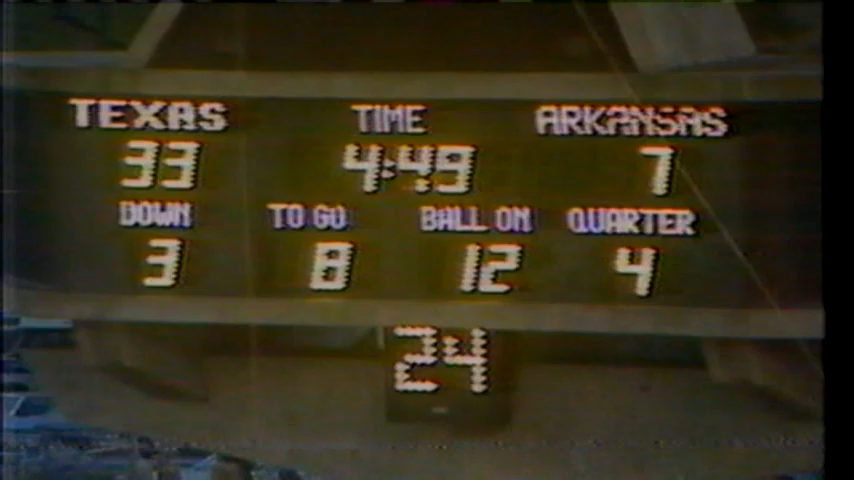 TEXAS TIME ARKANSAS
33 4:49 7
DOWN TO GO BALL ON QUARTER
3 8 12 4
24